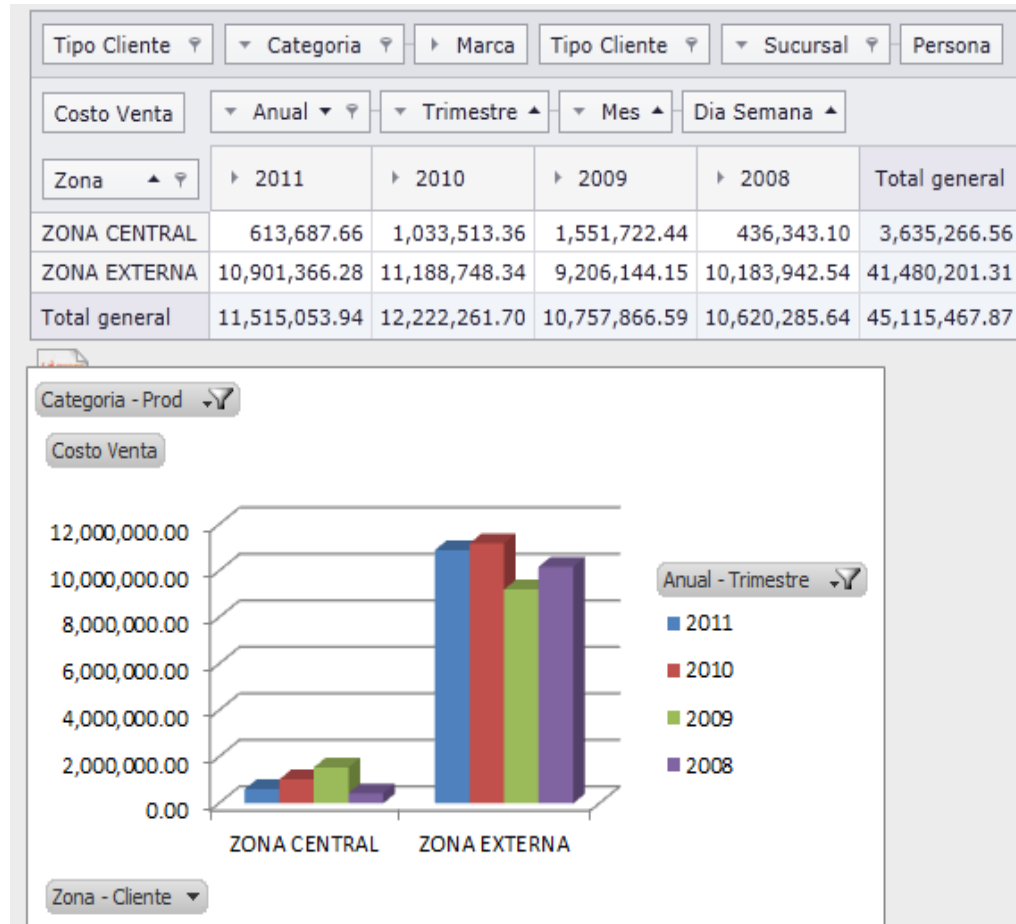 Tipo Cliente Categoria Marca Tipo Cliente Sucursal Persona
Costo Venta Anual Trimestre Mes Dia Semana
Zona 2011 2010 2009 2008 Total general
ZONA CENTRAL 613,687.66 1,033,513.36 1,551,722.44 436,343.10 3,635,266.56
ZONA EXTERNA 10,901,366.28 11,188,748.34 9,206,144.15 10,183,942.54 41,480,201.31
Total general 11,515,053.94 12,222,261.70 10,757,866.59 10,620,285.64 45,115,467.87
Categoria - Prod
Costo Venta
12,000,000.00
10,000,000.00
8,000,000.00
6,000,000.00
4,000,000.00
2,000,000.00
0.00
ZONA CENTRAL ZONA EXTERNA
Anual - Trimestre
2011
2010
2009
2008
Zona - Cliente